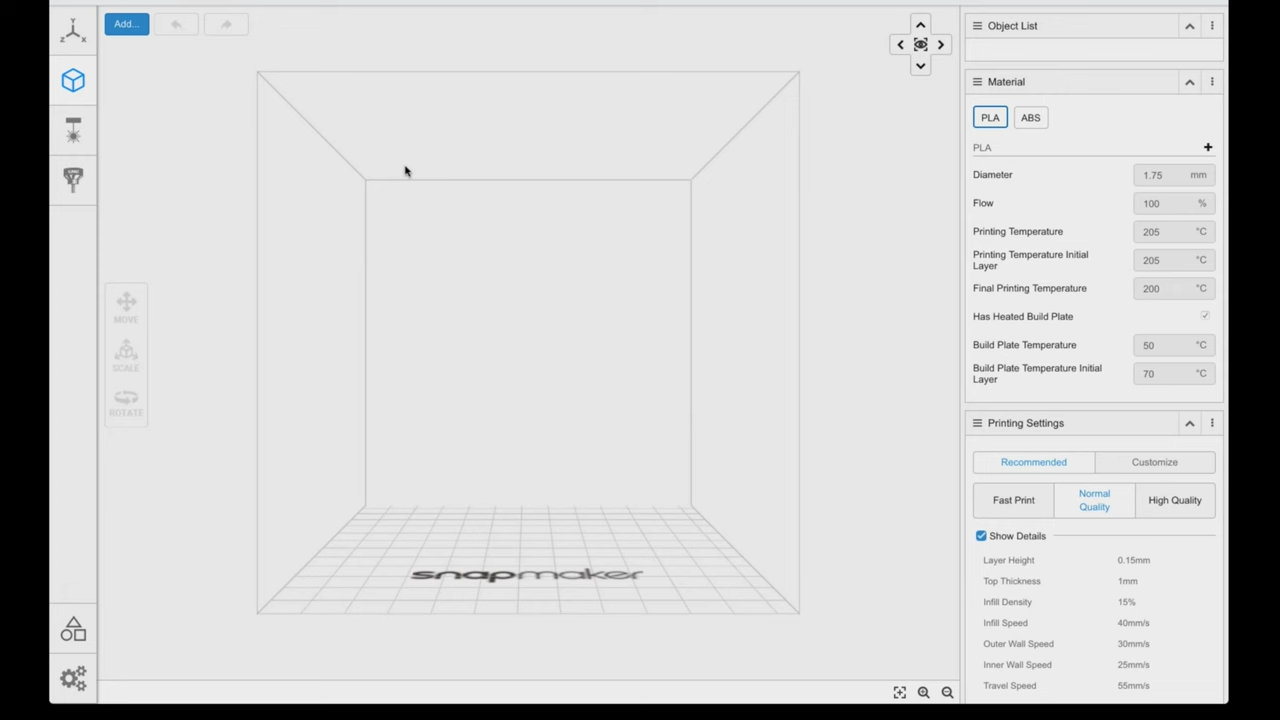 Y
Z X
Add...
MOVE
SCALE
ROTATE
snapmaker
Object List
Material
PLA ABS
PLA +
Diameter 1.75 mm
Flow 100 %
Printing Temperature 205 °C
Printing Temperature Initial
Layer 205 °C
Final Printing Temperature 200 °C
Has Heated Build Plate
Build Plate Temperature 50 °C
Build Plate Temperature Initial
Layer 70 °C
Printing Settings
Recommended Customize
Fast Print Normal
Quality High Quality
Show Details
Layer Height 0.15mm
Top Thickness 1mm
Infill Density 15%
Infill Speed 40mm/s
Outer Wall Speed 30mm/s
Inner Wall Speed 25mm/s
Travel Speed 55mm/s